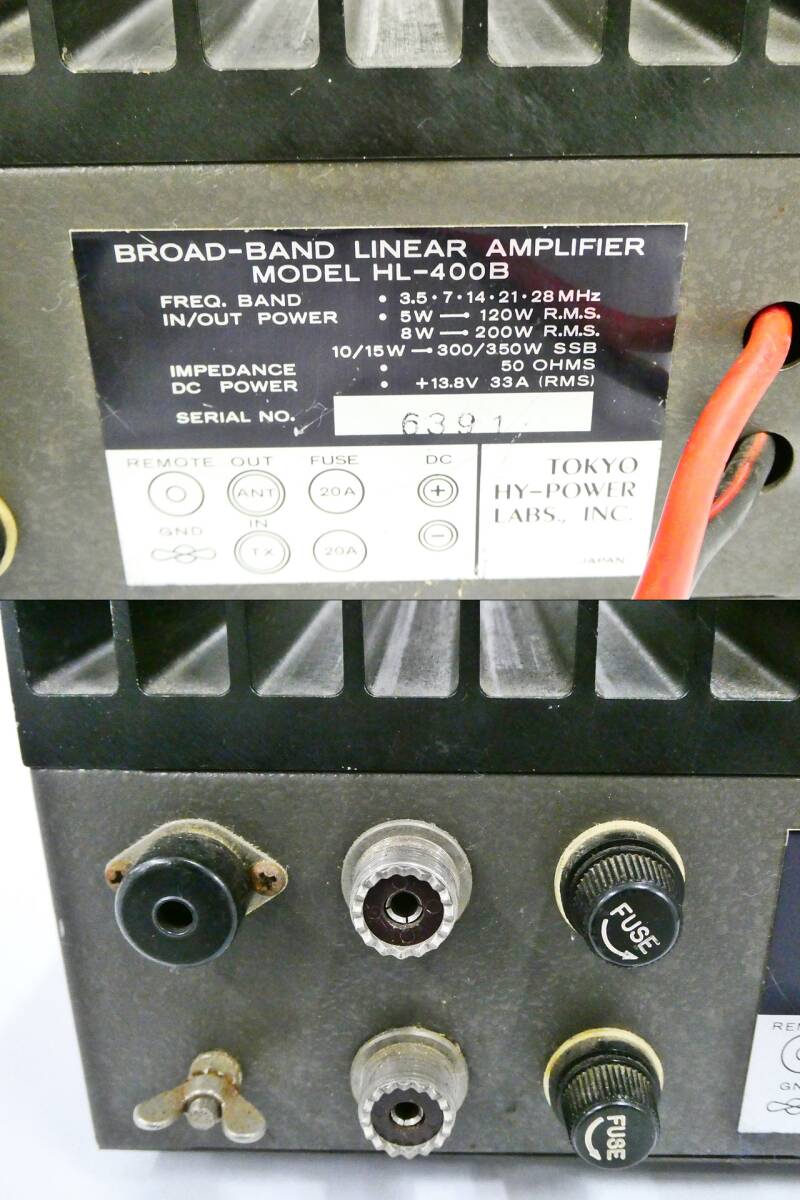 BROAD-BAND LINEAR AMPLIFIER
MODEL HL-400B
FREQ. BAND • 3.5・7・14・21・28 MHz
IN/OUT POWER • 5W → 120W R.M.S.
8W → 200W R.M.S.
10/15W → 300/350W SSB
IMPEDANCE • 50 OHMS
DC POWER • +13.8V 33A (RMS)
SERIAL NO. 6391
REMOTE OUT FUSE DC
ANT 20A +
GND IN
TX 20A −
TOKYO
HY-POWER
LABS., INC.
JAPAN
FUSE
FUSE